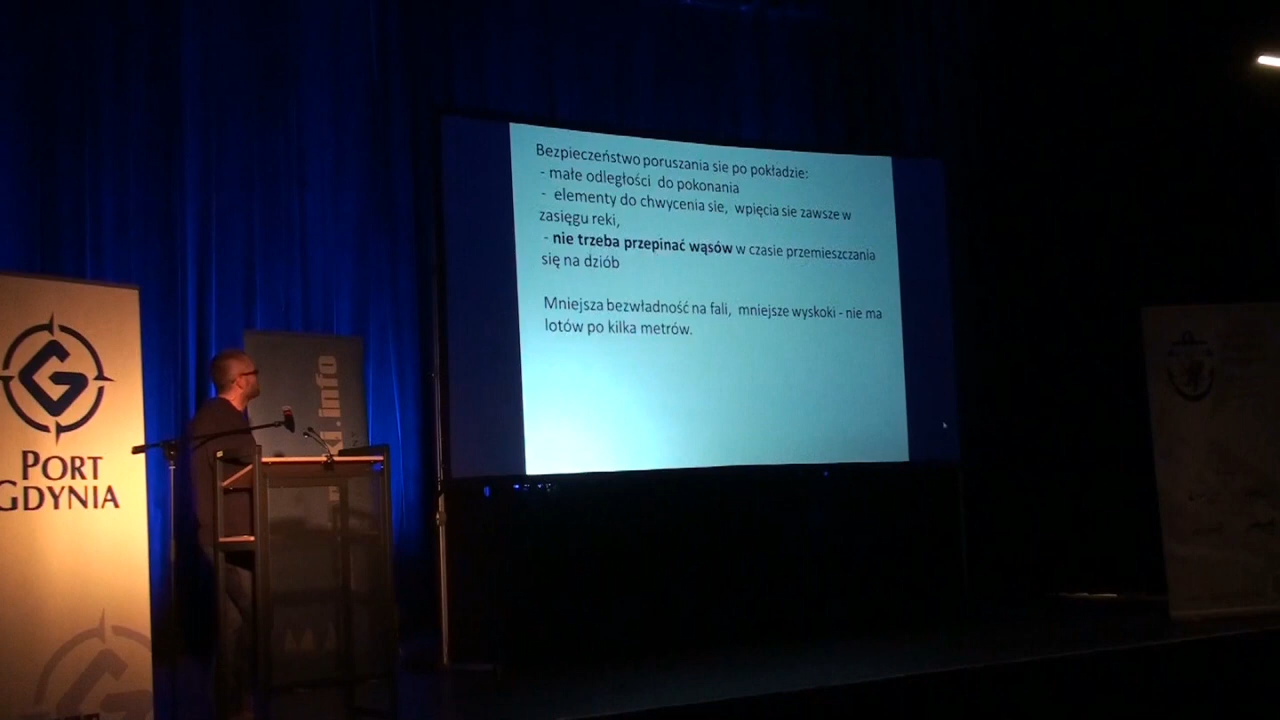 Bezpieczeństwo poruszania sie po pokładzie:
- małe odległości do pokonania
- elementy do chwycenia sie, wpięcia sie zawsze w
zasięgu reki,
- nie trzeba przepinać wąsów w czasie przemieszczania
się na dziób
Mniejsza bezwładność na fali, mniejsze wyskoki - nie ma
lotów po kilka metrów.
G
PORT
GDYNIA
.info